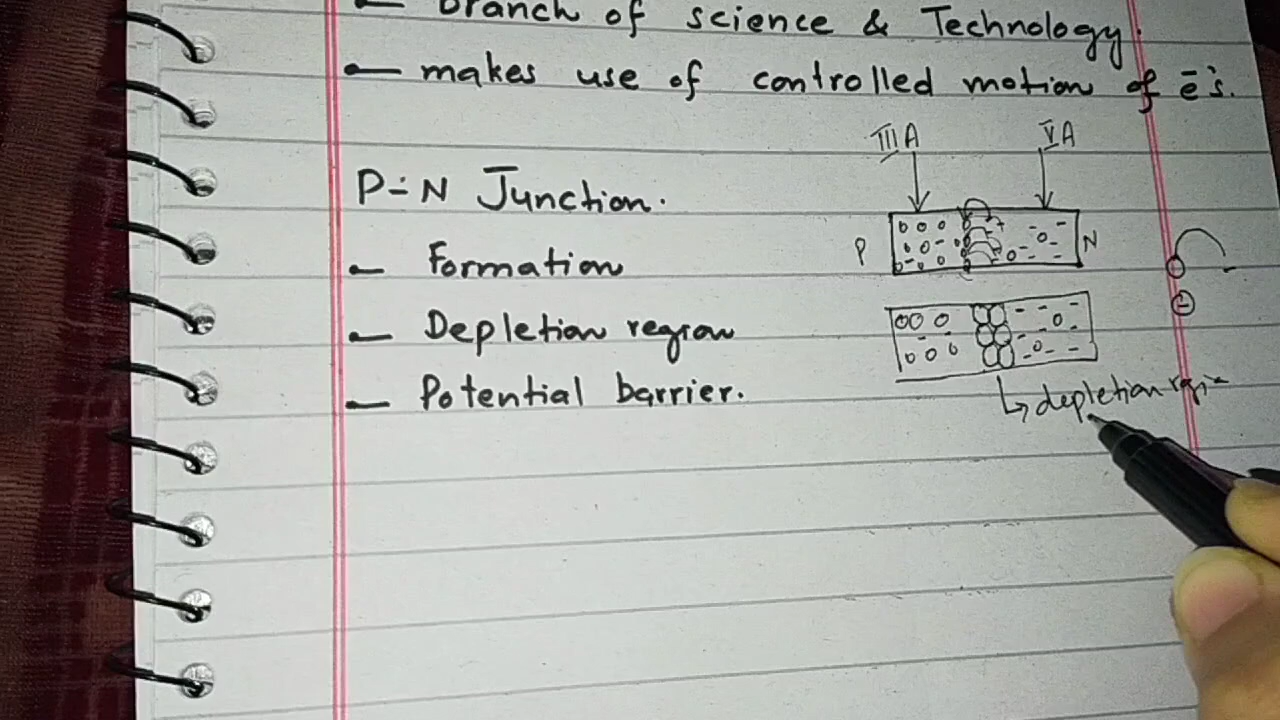 — branch of science & Technology.
— makes use of controlled motion of ē's.
IIIA VA
P-N Junction.
P N
— Formation
— Depletion region
— Potential barrier.
↳ depletion